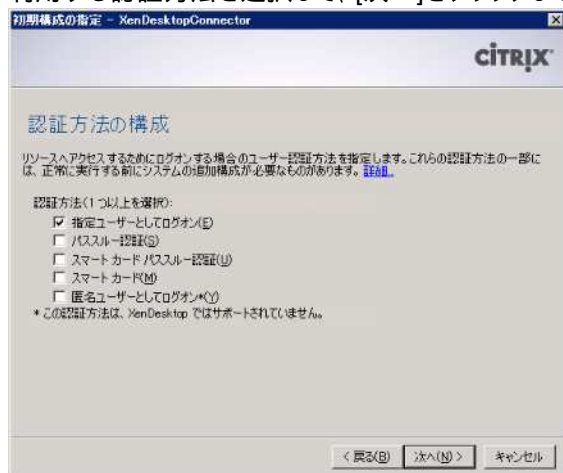 初期構成の指定 - XenDesktopConnector
CITRIX
認証方法の構成
リソースへアクセスするためにログオンする場合のユーザー認証方法を指定します。これらの認証方法の一部に
は、正常に実行する前にシステムの追加構成が必要なものがあります。詳細...
認証方法(1 つ以上を選択):
指定ユーザーとしてログオン(E)
パススルー認証(S)
スマート カード パススルー認証(U)
スマート カード(M)
匿名ユーザーとしてログオン*(Y)
* この認証方法は、XenDesktop ではサポートされていません。
< 戻る(B)
次へ(N) >
キャンセル